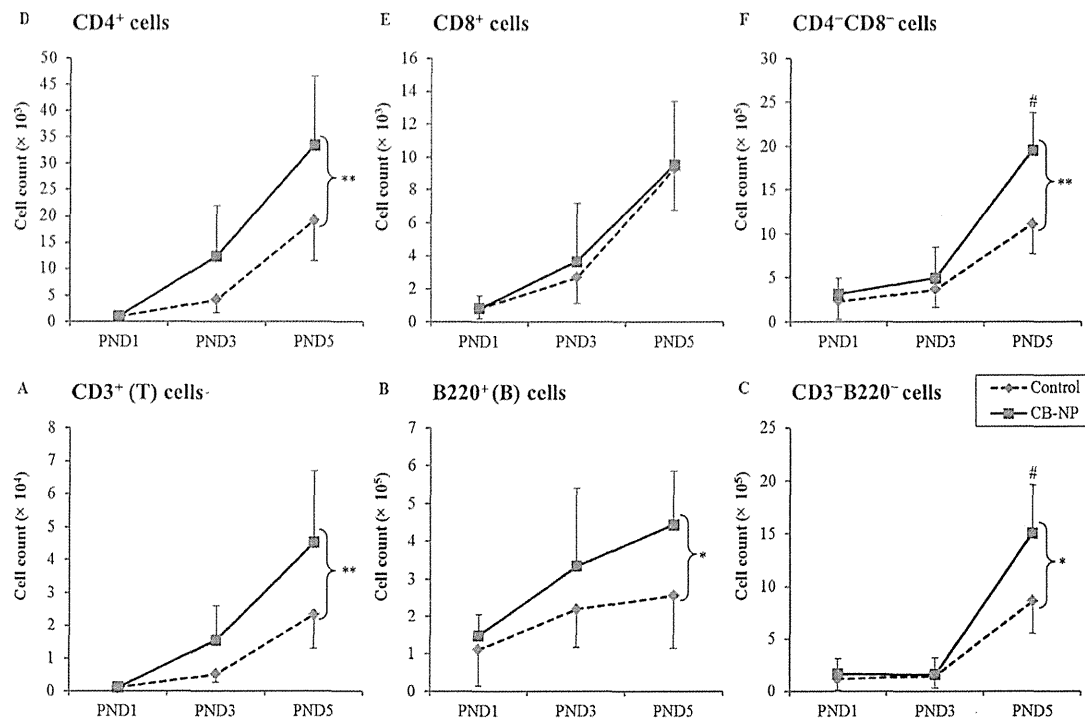 D CD4⁺ cells
E CD8⁺ cells
F CD4⁻CD8⁻ cells
Cell count (× 10³)
50
45
40
35
30
25
20
15
10
5
0
**
PND1 PND3 PND5
Cell count (× 10³)
16
14
12
10
8
6
4
2
0
PND1 PND3 PND5
Cell count (× 10⁵)
30
25
20
15
10
5
0
#
**
PND1 PND3 PND5
A CD3⁺ (T) cells
B B220⁺ (B) cells
C CD3⁻B220⁻ cells
Control
CB-NP
Cell count (× 10⁴)
8
7
6
5
4
3
2
1
0
**
PND1 PND3 PND5
Cell count (× 10⁵)
7
6
5
4
3
2
1
0
*
PND1 PND3 PND5
Cell count (× 10⁵)
25
20
15
10
5
0
#
*
PND1 PND3 PND5